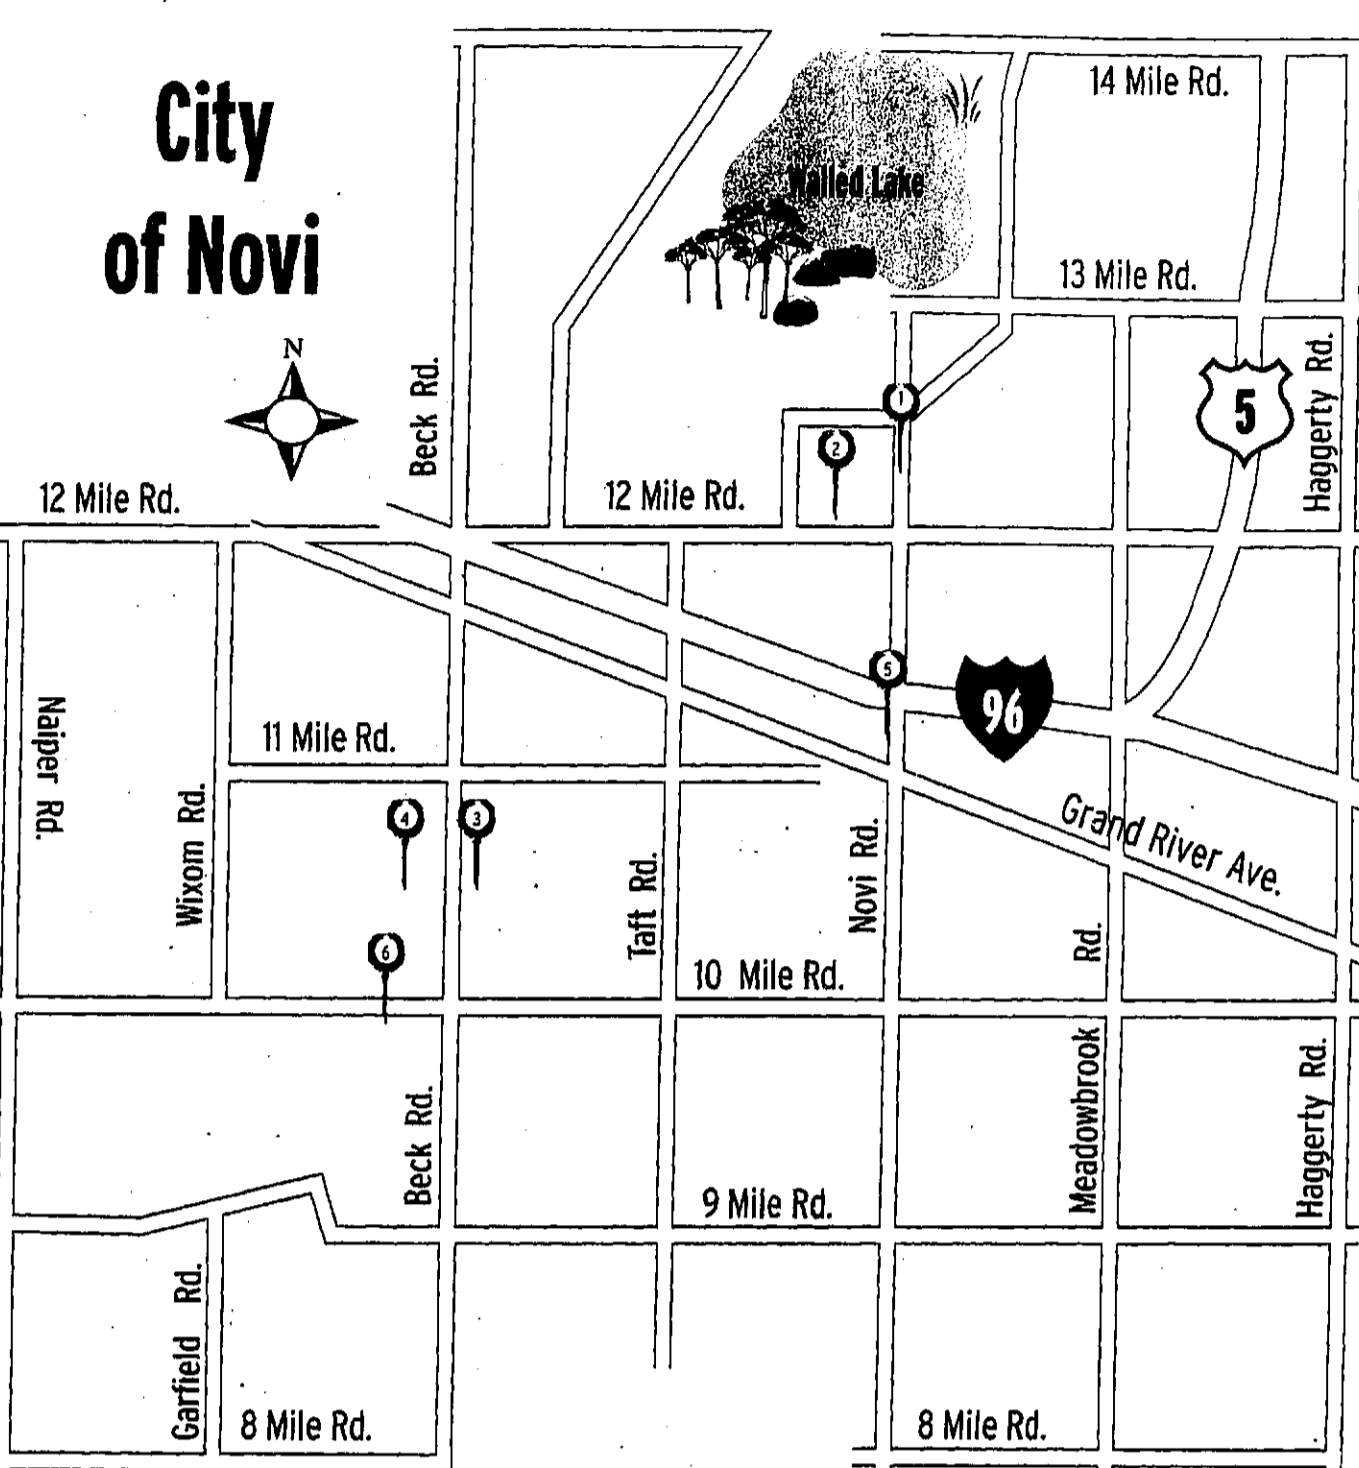 City
of Novi
14 Mile Rd.
Walled Lake
13 Mile Rd.
N
Beck Rd.
Haggerty Rd.
5
1
2
12 Mile Rd.
12 Mile Rd.
5
96
Naiper Rd.
11 Mile Rd.
Wixom Rd.
4
3
Grand River Ave.
Taft Rd.
Novi Rd.
6
10 Mile Rd.
Meadowbrook Rd.
Beck Rd.
Haggerty Rd.
9 Mile Rd.
Garfield Rd.
8 Mile Rd.
8 Mile Rd.